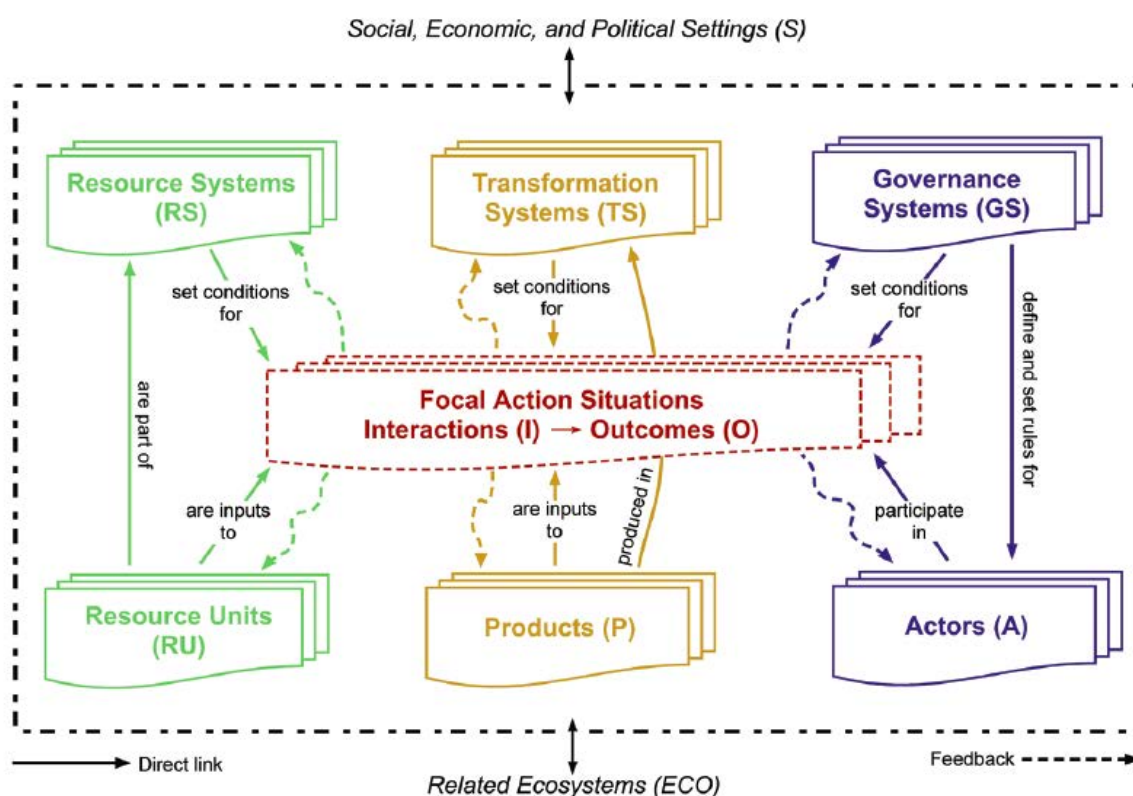 Social, Economic, and Political Settings (S)
Resource Systems
(RS)
Transformation
Systems (TS)
Governance
Systems (GS)
set conditions
for
set conditions
for
set conditions
for
are part of
define and set rules for
Focal Action Situations
Interactions (I) → Outcomes (O)
are inputs
to
are inputs
to
produced in
participate
in
Resource Units
(RU)
Products (P)
Actors (A)
Direct link
Feedback
Related Ecosystems (ECO)